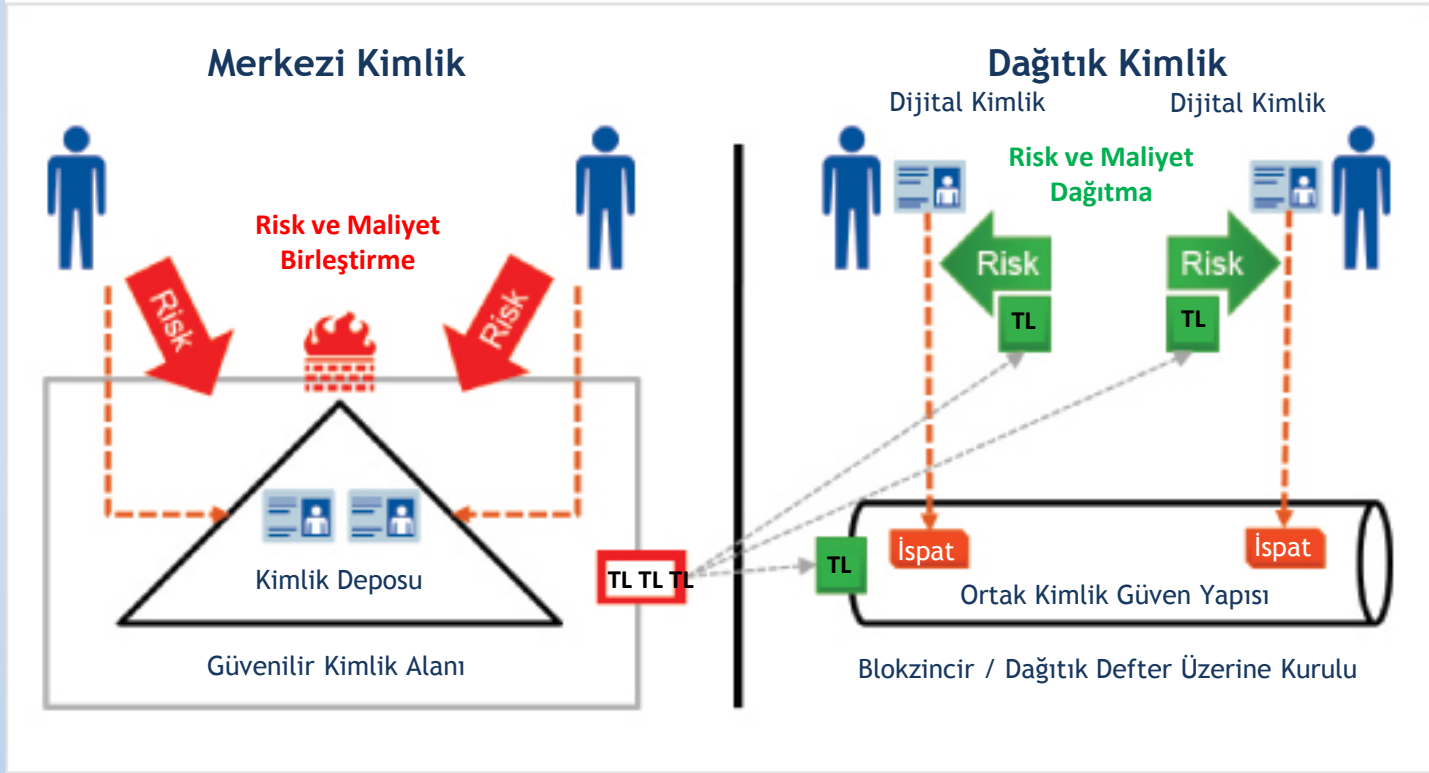 Merkezi Kimlik
Risk ve Maliyet
Birleştirme
Risk
Risk
Kimlik Deposu
TL TL TL
Güvenilir Kimlik Alanı
Dağıtık Kimlik
Dijital Kimlik
Dijital Kimlik
Risk ve Maliyet
Dağıtma
Risk
Risk
TL
TL
TL
İspat
İspat
Ortak Kimlik Güven Yapısı
Blokzincir / Dağıtık Defter Üzerine Kurulu